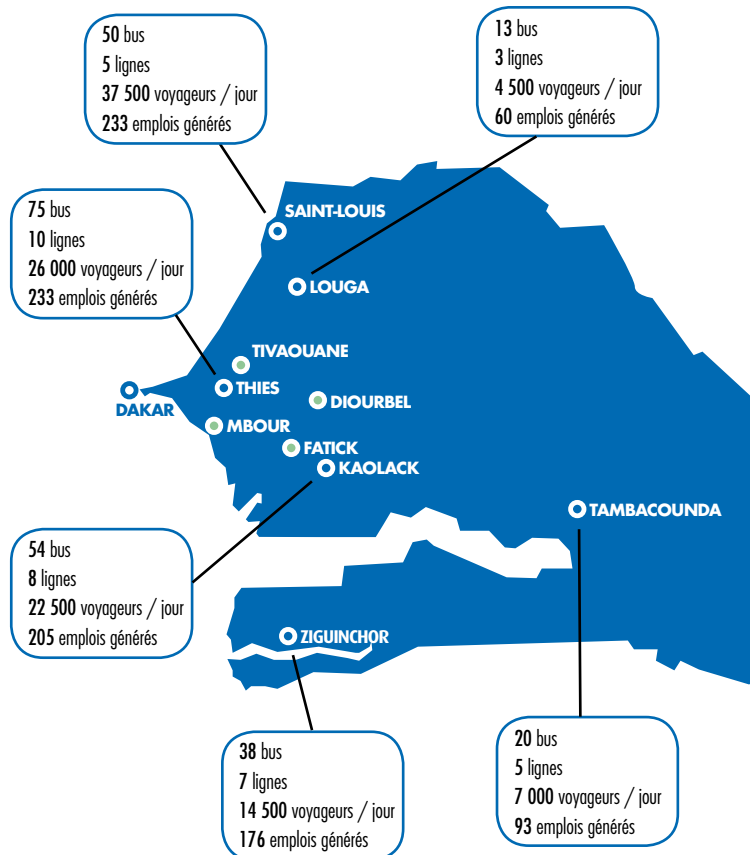 50 bus
5 lignes
37 500 voyageurs / jour
233 emplois générés
13 bus
3 lignes
4 500 voyageurs / jour
60 emplois générés
75 bus
10 lignes
26 000 voyageurs / jour
233 emplois générés
SAINT-LOUIS
LOUGA
TIVAOUANE
THIES
DAKAR
DIOURBEL
MBOUR
FATICK
KAOLACK
TAMBACOUNDA
54 bus
8 lignes
22 500 voyageurs / jour
205 emplois générés
ZIGUINCHOR
38 bus
7 lignes
14 500 voyageurs / jour
176 emplois générés
20 bus
5 lignes
7 000 voyageurs / jour
93 emplois générés